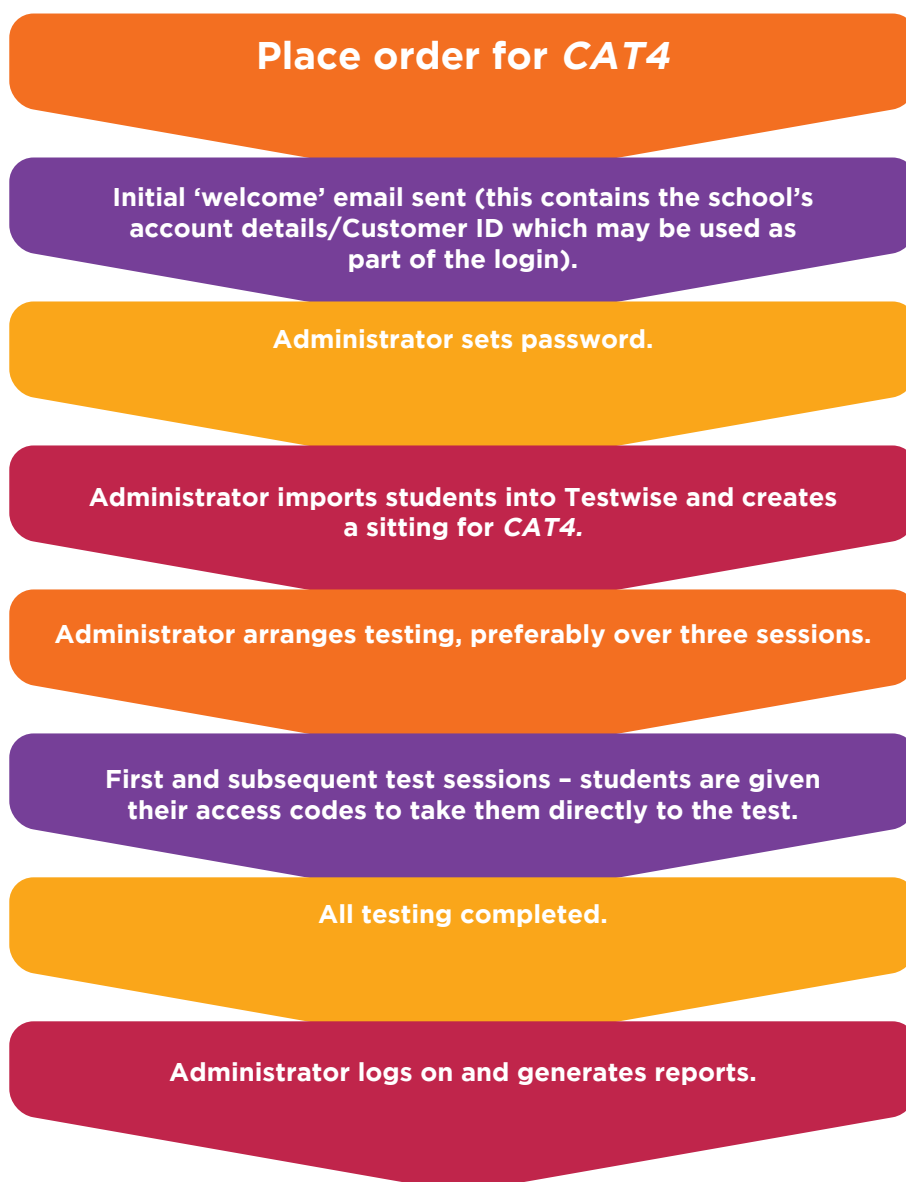 Place order for CAT4
Initial ‘welcome’ email sent (this contains the school’s
account details/Customer ID which may be used as
part of the login).
Administrator sets password.
Administrator imports students into Testwise and creates
a sitting for CAT4.
Administrator arranges testing, preferably over three sessions.
First and subsequent test sessions – students are given
their access codes to take them directly to the test.
All testing completed.
Administrator logs on and generates reports.